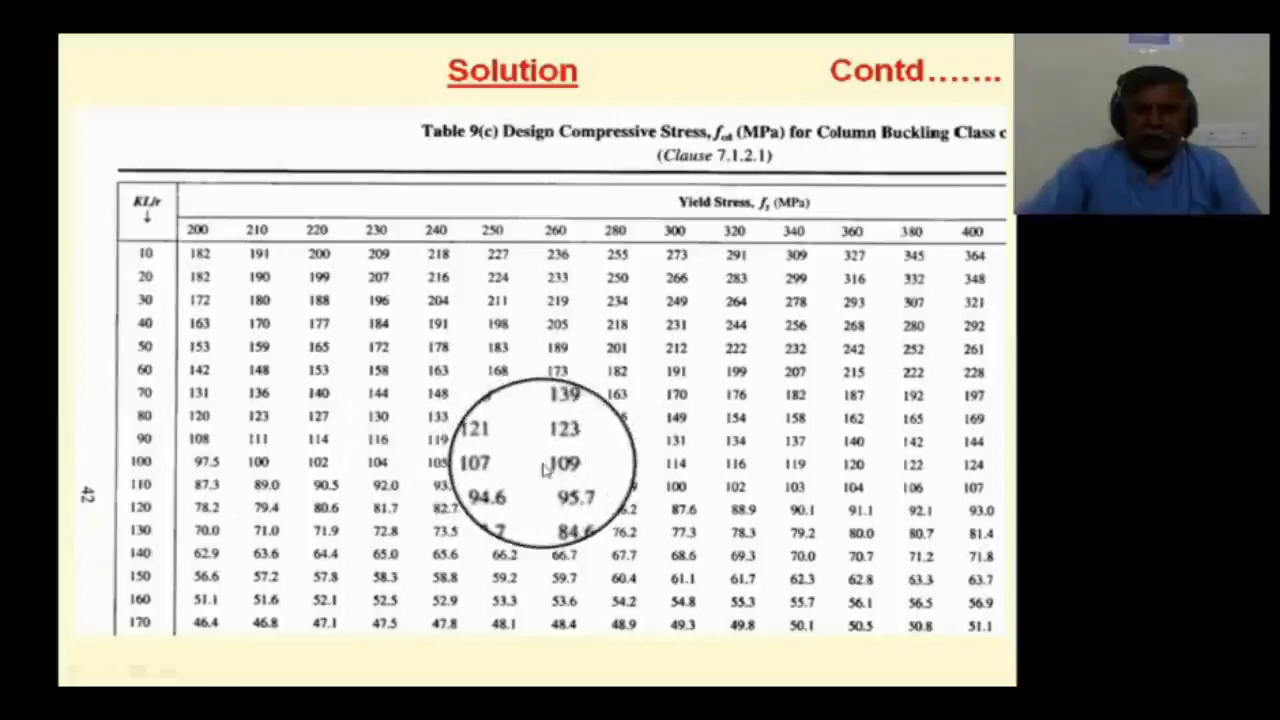 Solution Contd.......
Table 9(c) Design Compressive Stress, fcd (MPa) for Column Buckling Class c
(Clause 7.1.2.1)
KL/r Yield Stress, fy (MPa)
↓
200 210 220 230 240 250 260 280 300 320 340 360 380 400
10 182 191 200 209 218 227 236 255 273 291 309 327 345 364
20 182 190 199 207 216 224 233 250 266 283 299 316 332 348
30 172 180 188 196 204 211 219 234 249 264 278 293 307 321
40 163 170 177 184 191 198 205 218 231 244 256 268 280 292
50 153 159 165 172 178 183 189 201 212 222 232 242 252 261
60 142 148 153 158 163 168 173 182 191 199 207 215 222 228
70 131 136 140 144 148 139 163 170 176 182 187 192 197
80 120 123 127 130 133 121 123 149 154 158 162 165 169
90 108 111 114 116 119 131 134 137 140 142 144
100 97.5 100 102 104 105 107 109 114 116 119 120 122 124
110 87.3 89.0 90.5 92.0 93. 94.6 95.7 100 102 103 104 106 107
120 78.2 79.4 80.6 81.7 82.7 87.6 88.9 90.1 91.1 92.1 93.0
130 70.0 71.0 71.9 72.8 73.5 84.6 76.2 77.3 78.3 79.2 80.0 80.7 81.4
140 62.9 63.6 64.4 65.0 65.6 66.2 66.7 67.7 68.6 69.3 70.0 70.7 71.2 71.8
150 56.6 57.2 57.8 58.3 58.8 59.2 59.7 60.4 61.1 61.7 62.3 62.8 63.3 63.7
160 51.1 51.6 52.1 52.5 52.9 53.3 53.6 54.2 54.8 55.3 55.7 56.1 56.5 56.9
170 46.4 46.8 47.1 47.5 47.8 48.1 48.4 48.9 49.3 49.8 50.1 50.5 50.8 51.1
42